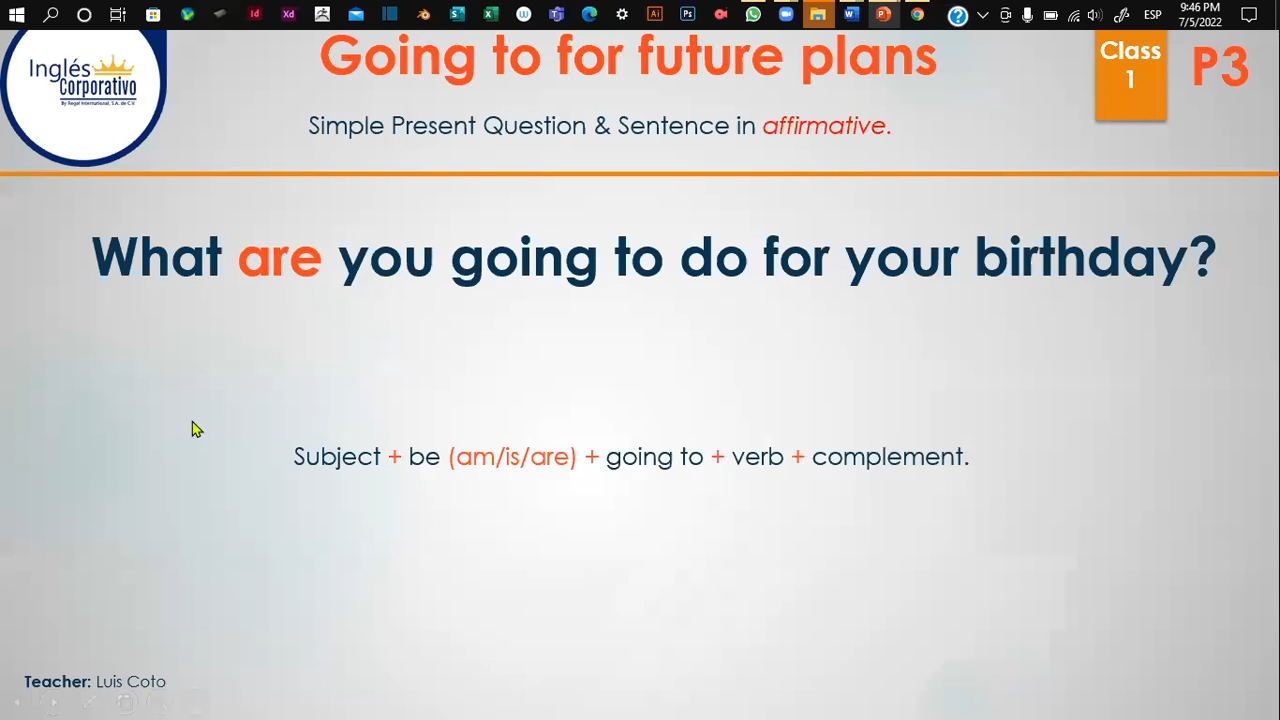 9:46 PM
ESP
7/5/2022
Going to for future plans
Class
1
P3
Inglés
Corporativo
By Regal International, S.A. de C.V.
Simple Present Question & Sentence in affirmative.
What are you going to do for your birthday?
Subject + be (am/is/are) + going to + verb + complement.
Teacher: Luis Coto